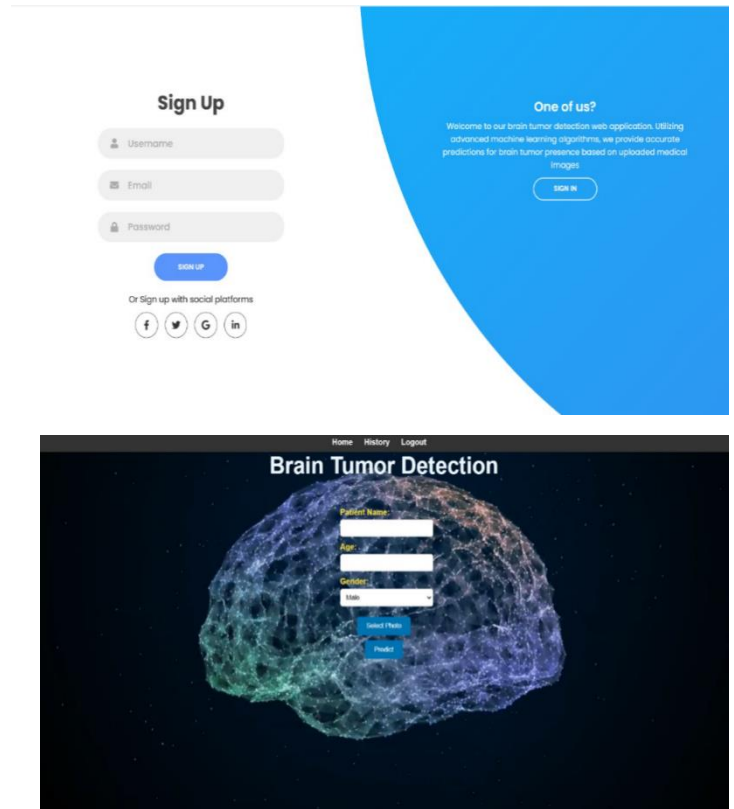 Sign Up
Username
Email
Password
SIGN UP
Or Sign up with social platforms
f
G
in
One of us?
Welcome to our brain tumor detection web application. Utilizing
advanced machine learning algorithms, we provide accurate
predictions for brain tumor presence based on uploaded medical
images
SIGN IN
Home History Logout
Brain Tumor Detection
Patient Name:
Age:
Gender:
Male
Select Photo
Predict